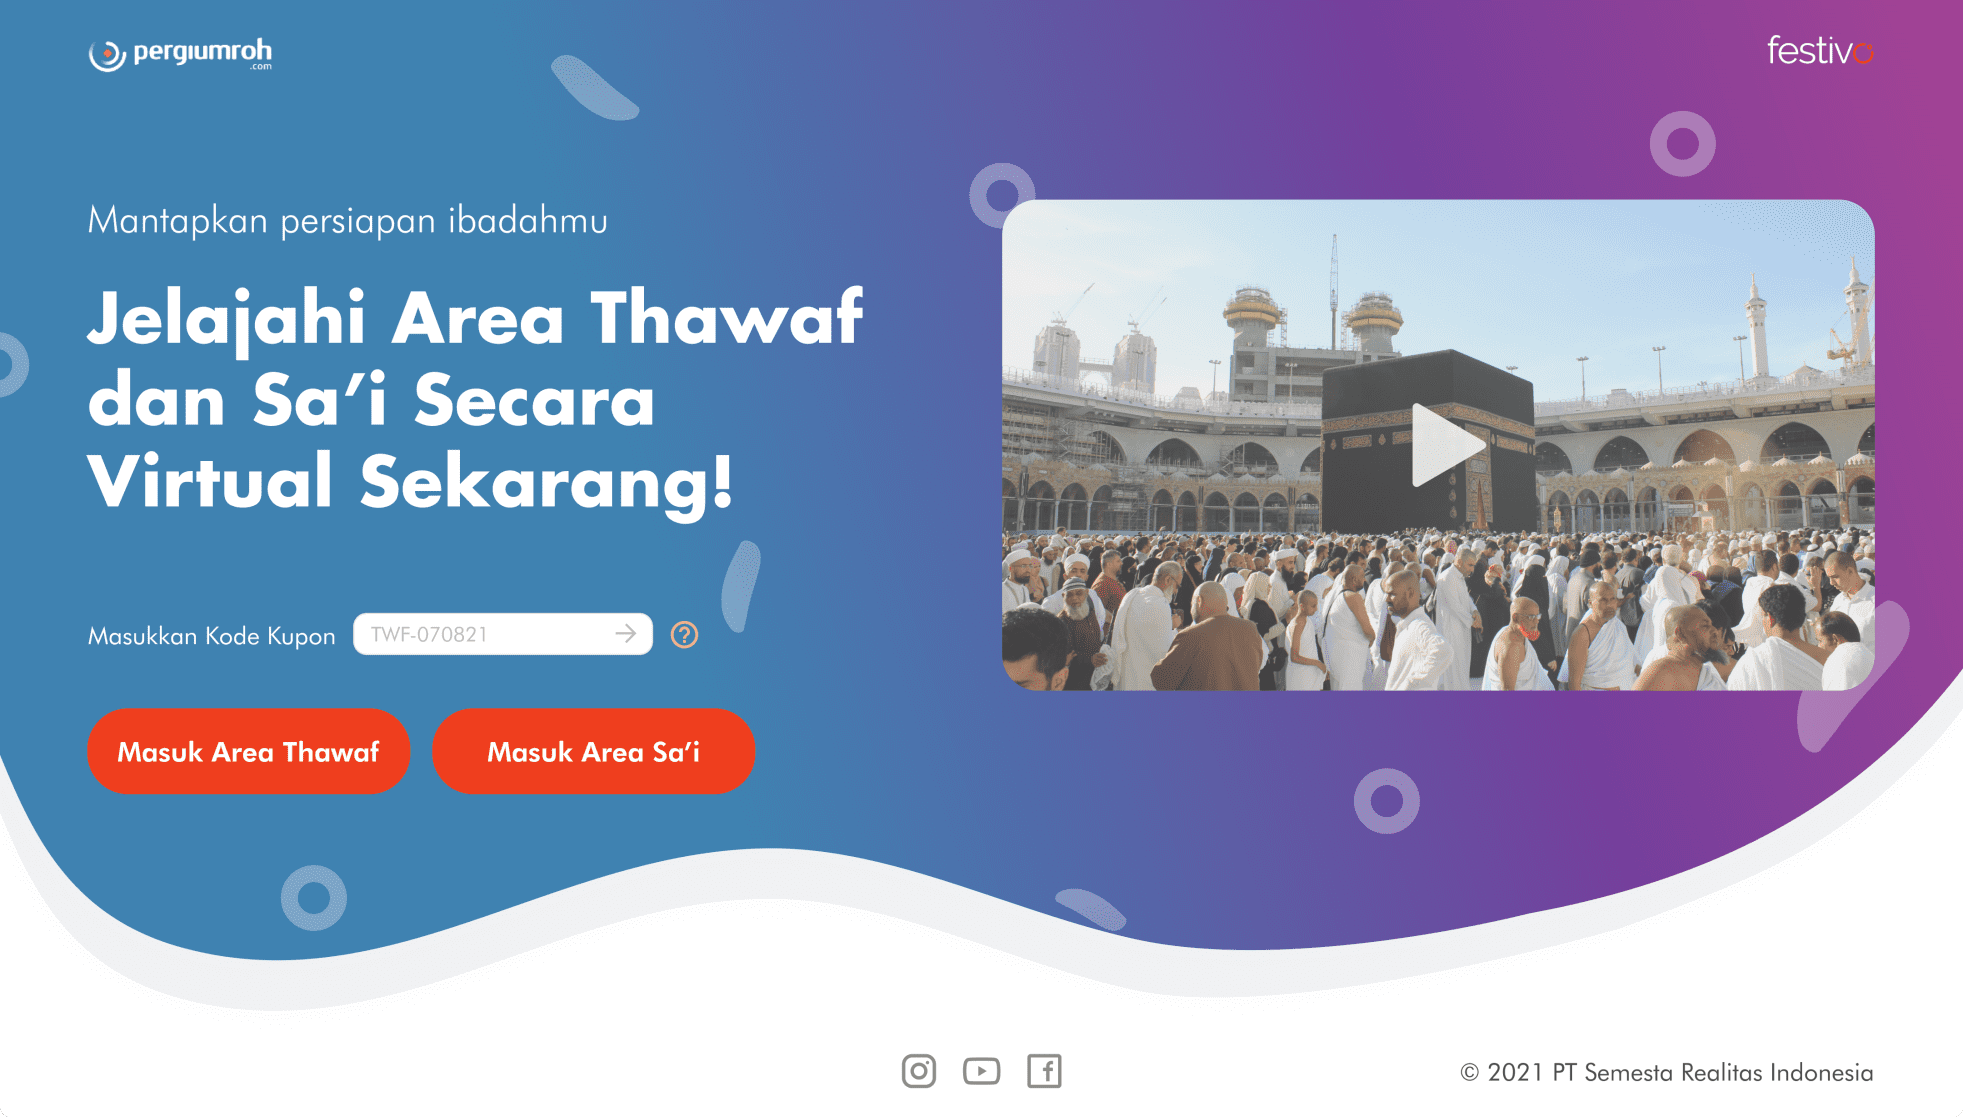 pergiumroh
.com
festivo
Mantapkan persiapan ibadahmu
Jelajahi Area Thawaf
dan Sa’i Secara
Virtual Sekarang!
Masukkan Kode Kupon
TWF-070821
?
Masuk Area Thawaf
Masuk Area Sa’i
© 2021 PT Semesta Realitas Indonesia